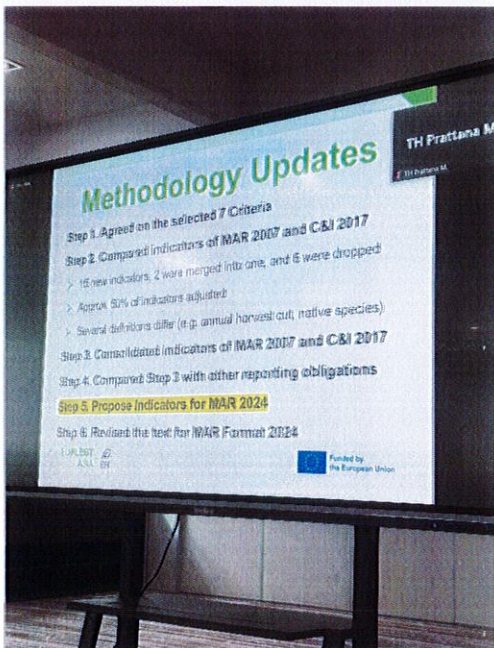 Methodology Updates
TH Prattana M.
TH Prattana M.
Step 1. Agreed on the selected 7 Criteria
Step 2. Compared indicators of MAR 2007 and C&I 2017
> 15 new indicators, 2 were merged into one, and 6 were dropped
> Approx. 50% of indicators adjusted
> Several definitions differ (e.g. annual harvest cut, native species)
Step 3. Consolidated indicators of MAR 2007 and C&I 2017
Step 4. Compared Step 3 with other reporting obligations
Step 5. Propose Indicators for MAR 2024
Step 6. Revised the text for MAR Format 2024
Funded by
the European Union